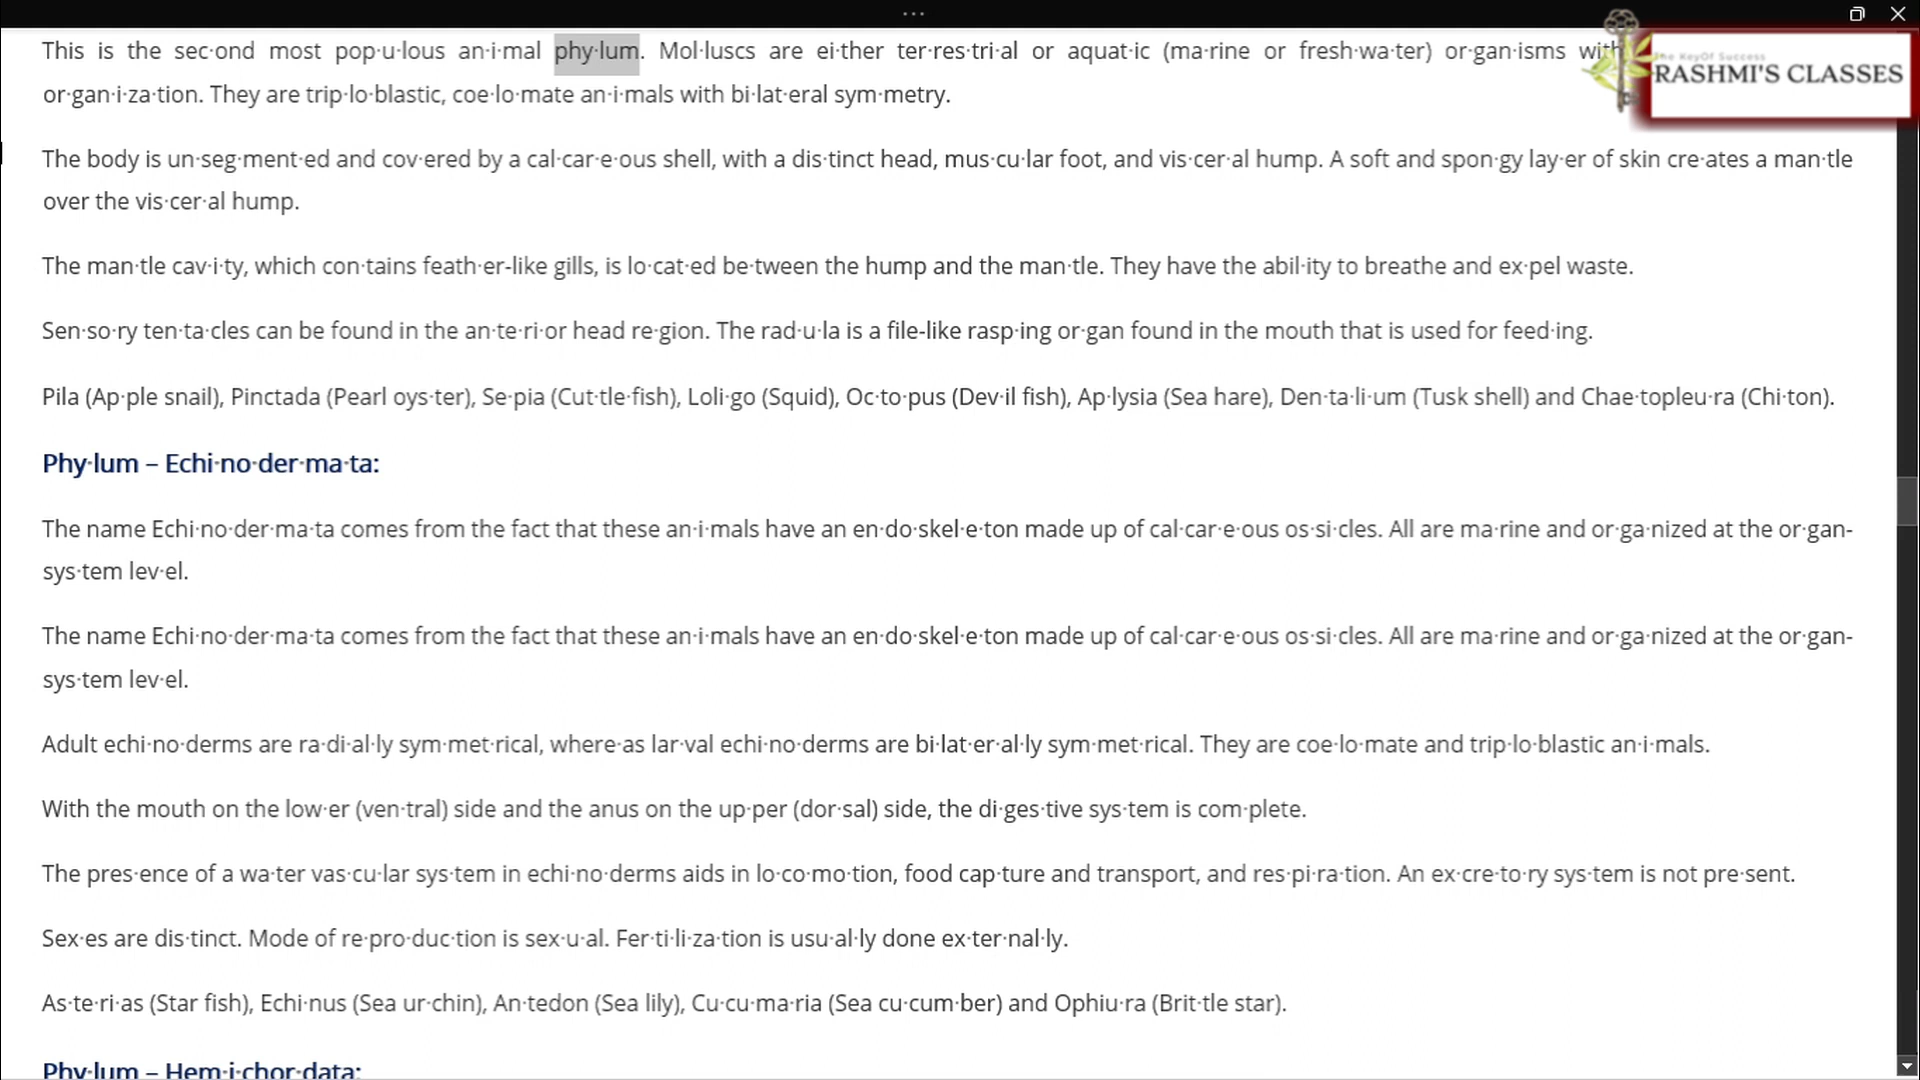 This is the sec·ond most pop·u·lous an·i·mal phy·lum. Mol·luscs are ei·ther ter·res·tri·al or aquat·ic (ma·rine or fresh·wa·ter) or·gan·isms with
The KeyOf Success
RASHMI'S CLASSES
or·gan·i·za·tion. They are trip·lo·blastic, coe·lo·mate an·i·mals with bi·lat·eral sym·metry.
The body is un·seg·ment·ed and cov·ered by a cal·car·e·ous shell, with a dis·tinct head, mus·cu·lar foot, and vis·cer·al hump. A soft and spon·gy lay·er of skin cre·ates a man·tle
over the vis·cer·al hump.
The man·tle cav·i·ty, which con·tains feath·er-like gills, is lo·cat·ed be·tween the hump and the man·tle. They have the abil·ity to breathe and ex·pel waste.
Sen·so·ry ten·ta·cles can be found in the an·te·ri·or head re·gion. The rad·u·la is a file-like rasp·ing or·gan found in the mouth that is used for feed·ing.
Pila (Ap·ple snail), Pinctada (Pearl oys·ter), Se·pia (Cut·tle·fish), Loli·go (Squid), Oc·to·pus (Dev·il fish), Ap·lysia (Sea hare), Den·ta·li·um (Tusk shell) and Chae·topleu·ra (Chi·ton).
Phy·lum – Echi·no·der·ma·ta:
The name Echi·no·der·ma·ta comes from the fact that these an·i·mals have an en·do·skel·e·ton made up of cal·car·e·ous os·si·cles. All are ma·rine and or·ga·nized at the or·gan-
sys·tem lev·el.
The name Echi·no·der·ma·ta comes from the fact that these an·i·mals have an en·do·skel·e·ton made up of cal·car·e·ous os·si·cles. All are ma·rine and or·ga·nized at the or·gan-
sys·tem lev·el.
Adult echi·no·derms are ra·di·al·ly sym·met·rical, where·as lar·val echi·no·derms are bi·lat·er·al·ly sym·met·rical. They are coe·lo·mate and trip·lo·blastic an·i·mals.
With the mouth on the low·er (ven·tral) side and the anus on the up·per (dor·sal) side, the di·ges·tive sys·tem is com·plete.
The pres·ence of a wa·ter vas·cu·lar sys·tem in echi·no·derms aids in lo·co·mo·tion, food cap·ture and transport, and res·pi·ra·tion. An ex·cre·to·ry sys·tem is not pre·sent.
Sex·es are dis·tinct. Mode of re·pro·duc·tion is sex·u·al. Fer·ti·li·za·tion is usu·al·ly done ex·ter·nal·ly.
As·te·ri·as (Star fish), Echi·nus (Sea ur·chin), An·tedon (Sea lily), Cu·cu·ma·ria (Sea cu·cum·ber) and Ophiu·ra (Brit·tle star).
Phy·lum – Hem·i·chor·data: